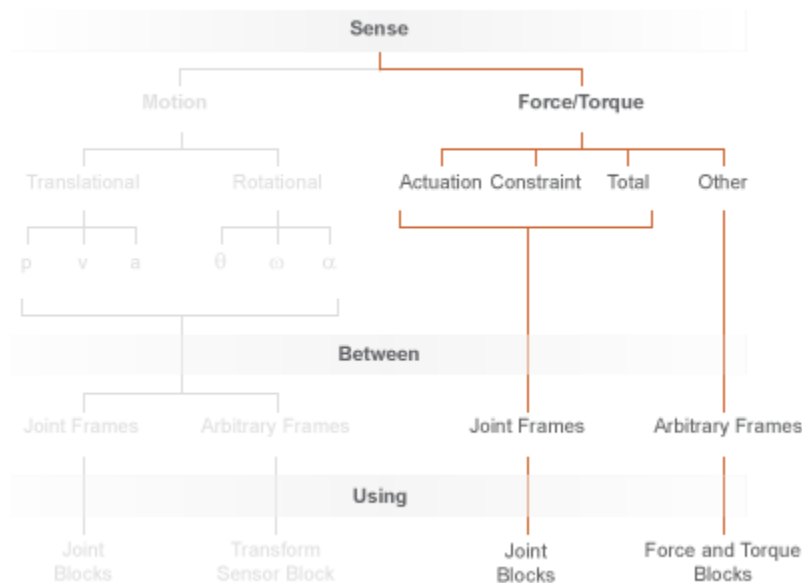 Sense
Motion Force/Torque
Translational Rotational Actuation Constraint Total Other
p v a θ ω α
Between
Joint Frames Arbitrary Frames Joint Frames Arbitrary Frames
Using
Joint Transform Joint Force and Torque
Blocks Sensor Block Blocks Blocks